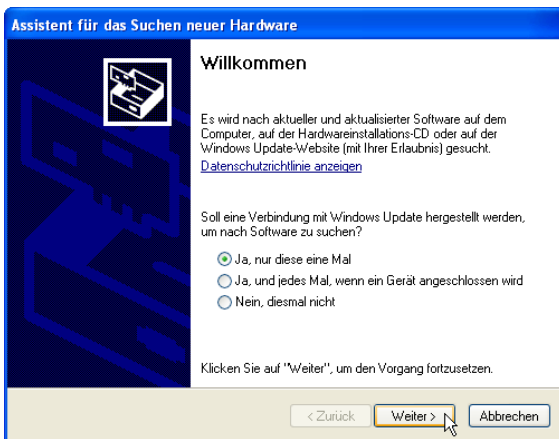 Assistent für das Suchen neuer Hardware
Willkommen
Es wird nach aktueller und aktualisierter Software auf dem
Computer, auf der Hardwareinstallations-CD oder auf der
Windows Update-Website (mit Ihrer Erlaubnis) gesucht.
Datenschutzrichtlinie anzeigen
Soll eine Verbindung mit Windows Update hergestellt werden,
um nach Software zu suchen?
Ja, nur diese eine Mal
Ja, und jedes Mal, wenn ein Gerät angeschlossen wird
Nein, diesmal nicht
Klicken Sie auf "Weiter", um den Vorgang fortzusetzen.
< Zurück Weiter > Abbrechen